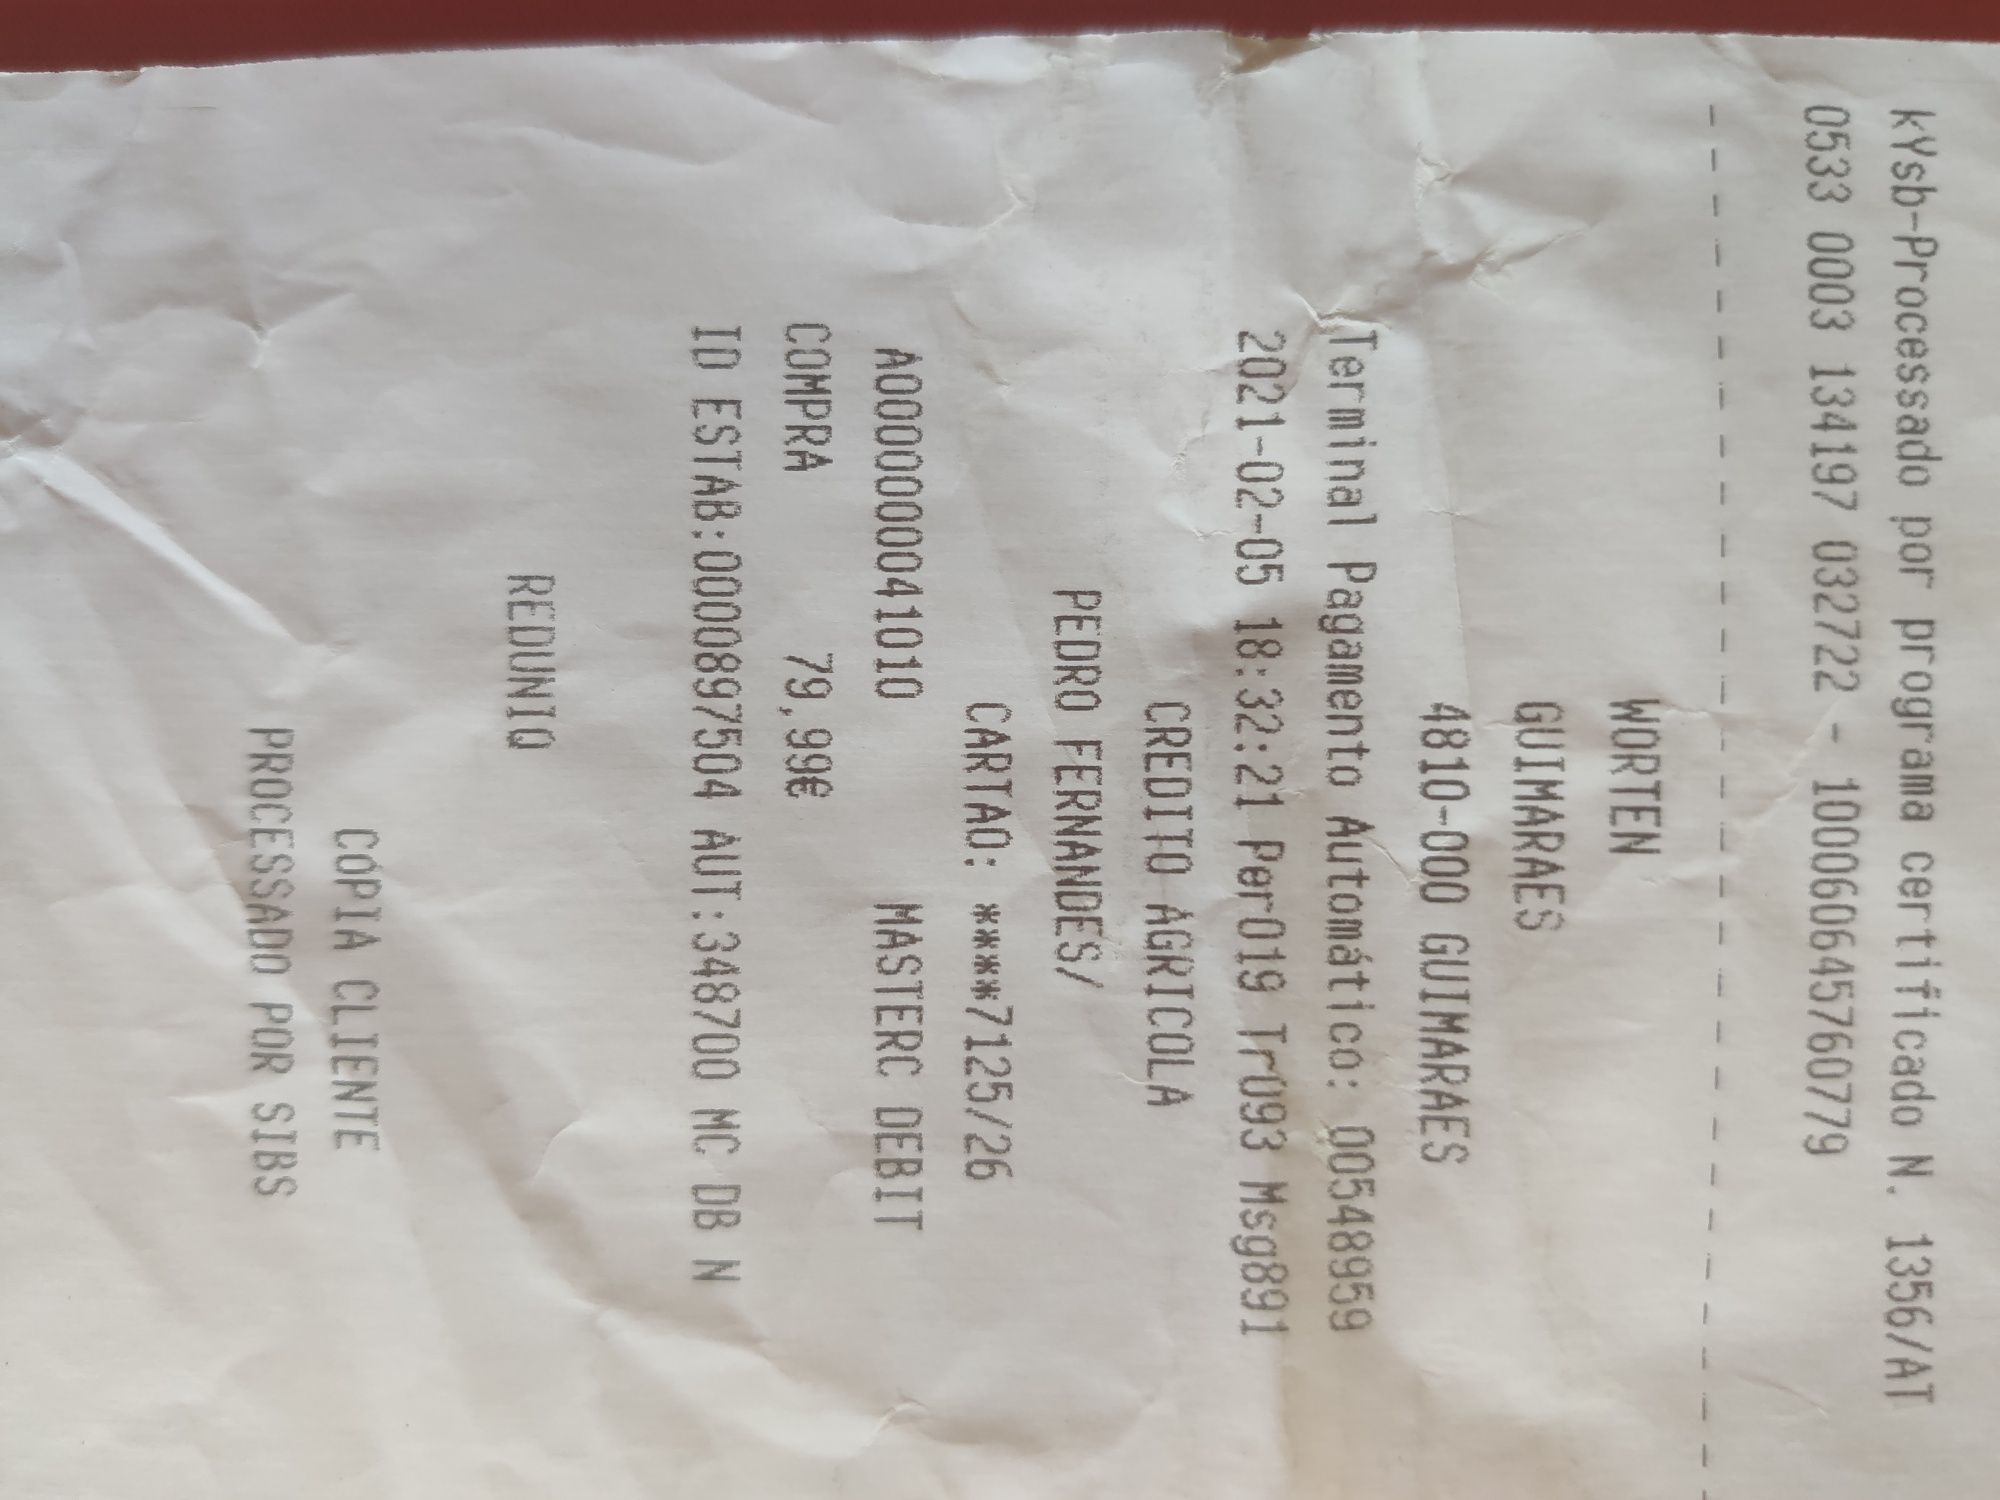 kYsb-Processado por programa certificado N. 1356/AT
0533 0003 134197 032722 - 10006064576077​9
WORTEN
GUIMARAES
4810-000 GUIMARAES
Terminal Pagamento Automático: 00548959
2021-02-05 18:32:21 Per019 Tr093 Msg891
CREDITO AGRICOLA
PEDRO FERNANDES/
CARTAO: ****7125/26
A0000000041010 MASTERC DEBIT
COMPRA 79,99€
ID ESTAB:0000897504 AUT:348700 MC DB N
REDUNIQ
CÓPIA CLIENTE
PROCESSADO POR SIBS